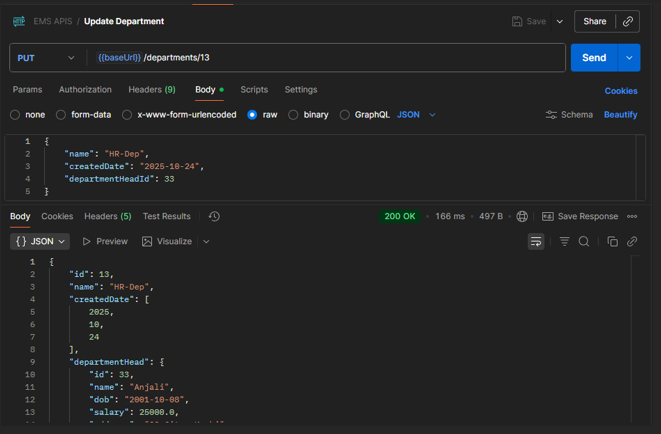 HTTP EMS APIS / Update Department Save Share
PUT {{baseUrl}} /departments/13 Send
Params Authorization Headers (9) Body Scripts Settings Cookies
none form-data x-www-form-urlencoded raw binary GraphQL JSON Schema Beautify
1 {
2 "name": "HR-Dep",
3 "createdDate": "2025-10-24",
4 "departmentHeadId": 33
5 }
Body Cookies Headers (5) Test Results 200 OK • 166 ms • 497 B Save Response
{} JSON Preview Visualize
1 {
2 "id": 13,
3 "name": "HR-Dep",
4 "createdDate": [
5 2025,
6 10,
7 24
8 ],
9 "departmentHead": {
10 "id": 33,
11 "name": "Anjali",
12 "dob": "2001-10-08",
13 "salary": 25000.0,
14